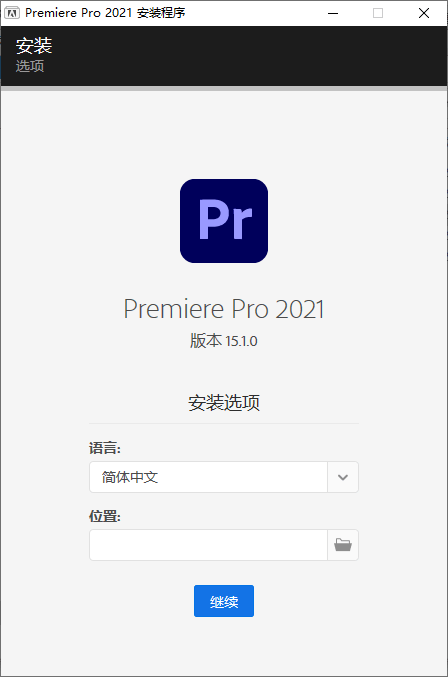 Premiere Pro 2021 安装程序
安装
选项
Pr
Premiere Pro 2021
版本 15.1.0
安装选项
语言:
简体中文
位置:
继续